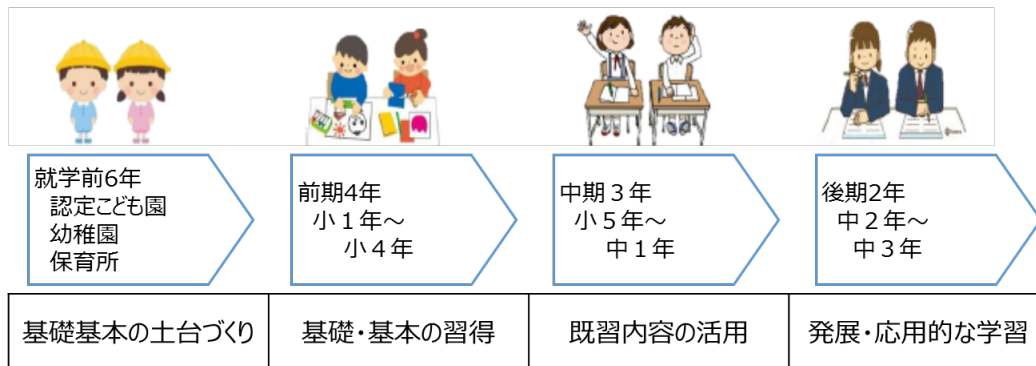 就学前6年
認定こども園
幼稚園
保育所
前期4年
小１年～
小４年
中期３年
小５年～
中１年
後期2年
中２年～
中３年
基礎基本の土台づくり
基礎・基本の習得
既習内容の活用
発展・応用的な学習